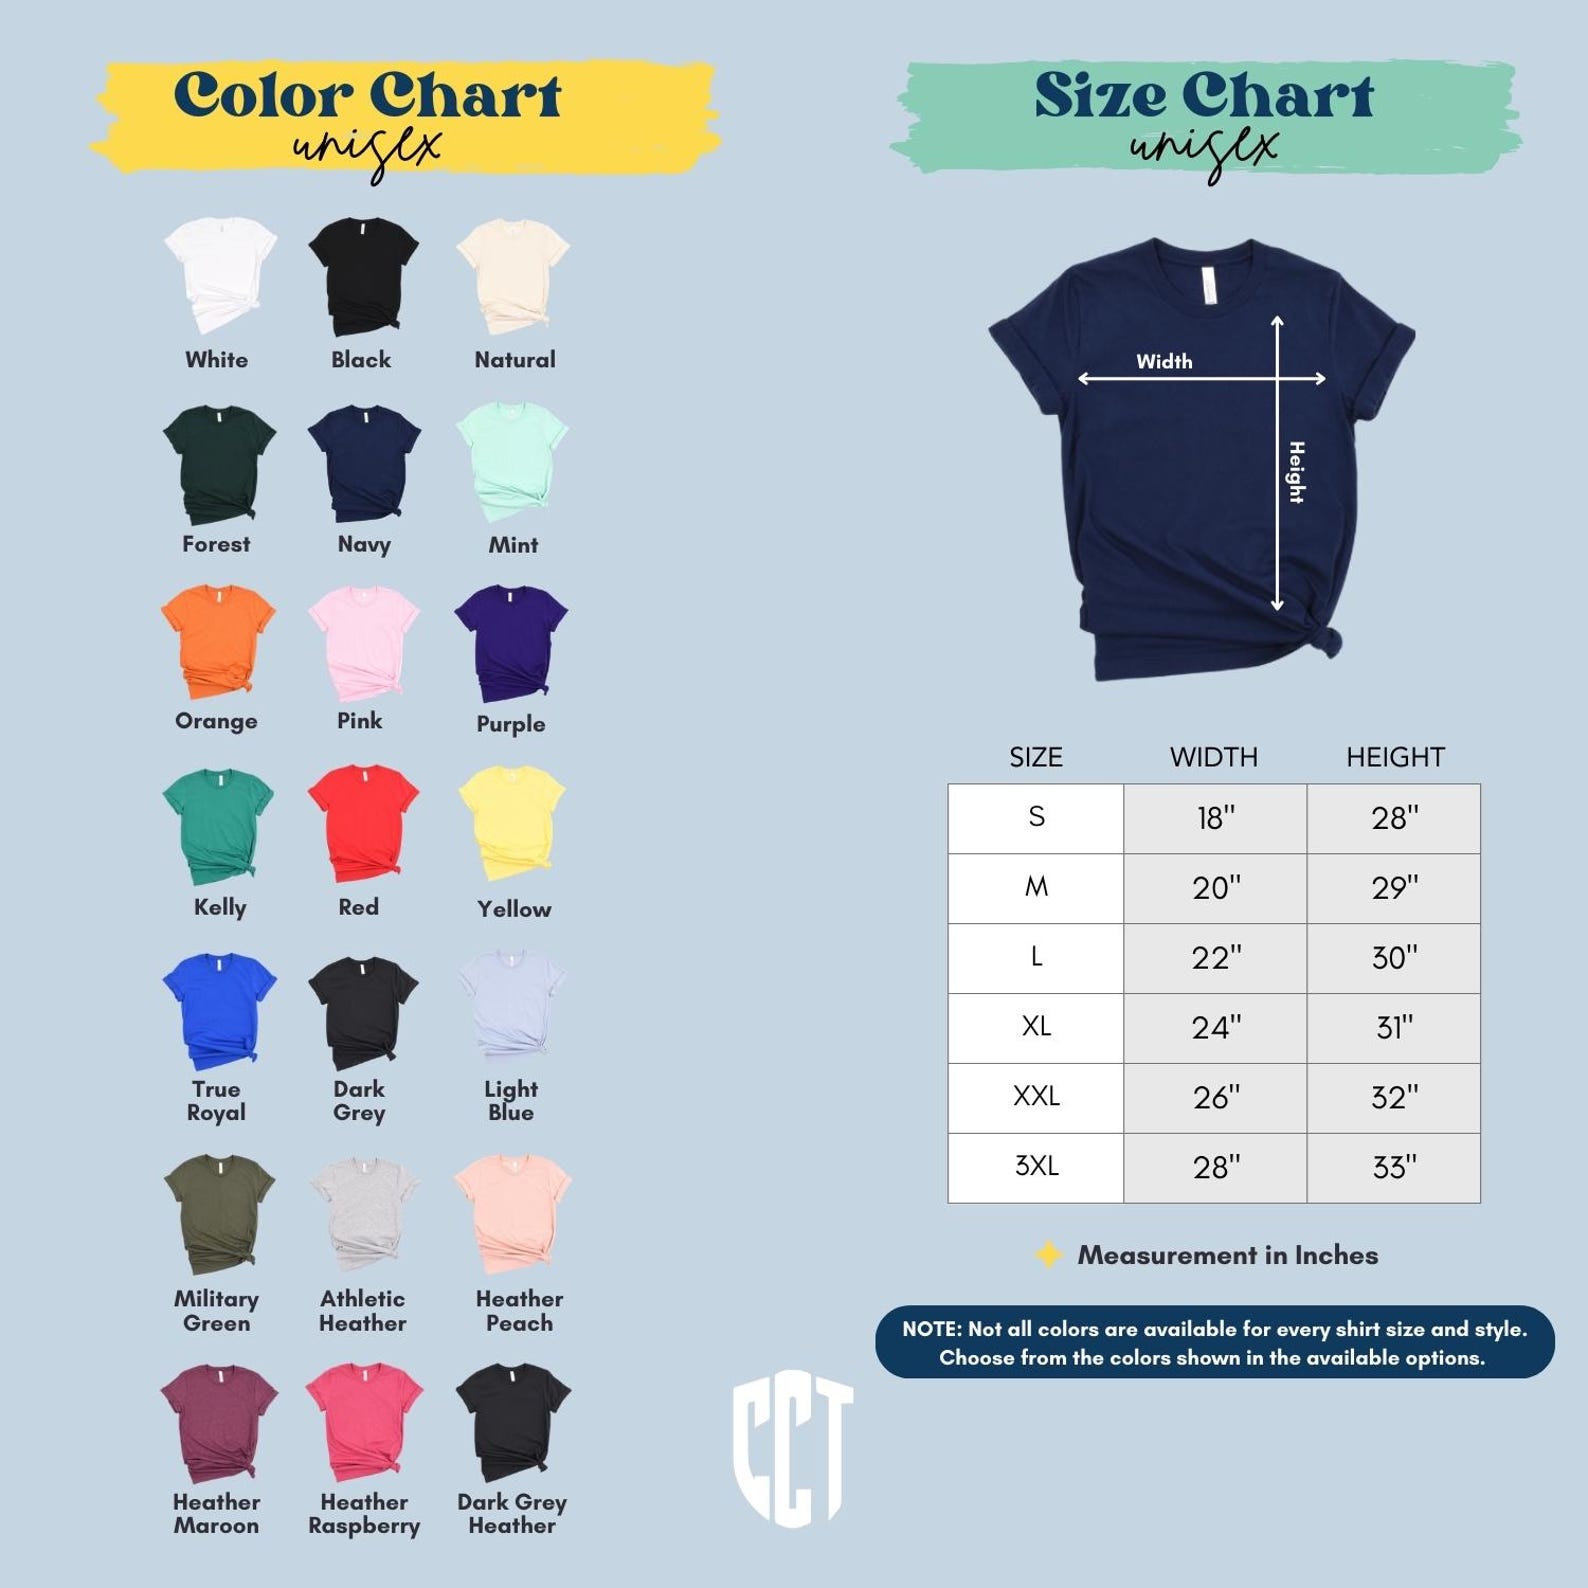 Color Chart
unisex
White
Black
Natural
Forest
Navy
Mint
Orange
Pink
Purple
Kelly
Red
Yellow
True
Royal
Dark
Grey
Light
Blue
Military
Green
Athletic
Heather
Heather
Peach
Heather
Maroon
Heather
Raspberry
Dark Grey
Heather
CCT
Size Chart
unisex
Width
Height
SIZE WIDTH HEIGHT
S 18" 28"
M 20" 29"
L 22" 30"
XL 24" 31"
XXL 26" 32"
3XL 28" 33"
Measurement in Inches
NOTE: Not all colors are available for every shirt size and style.
Choose from the colors shown in the available options.